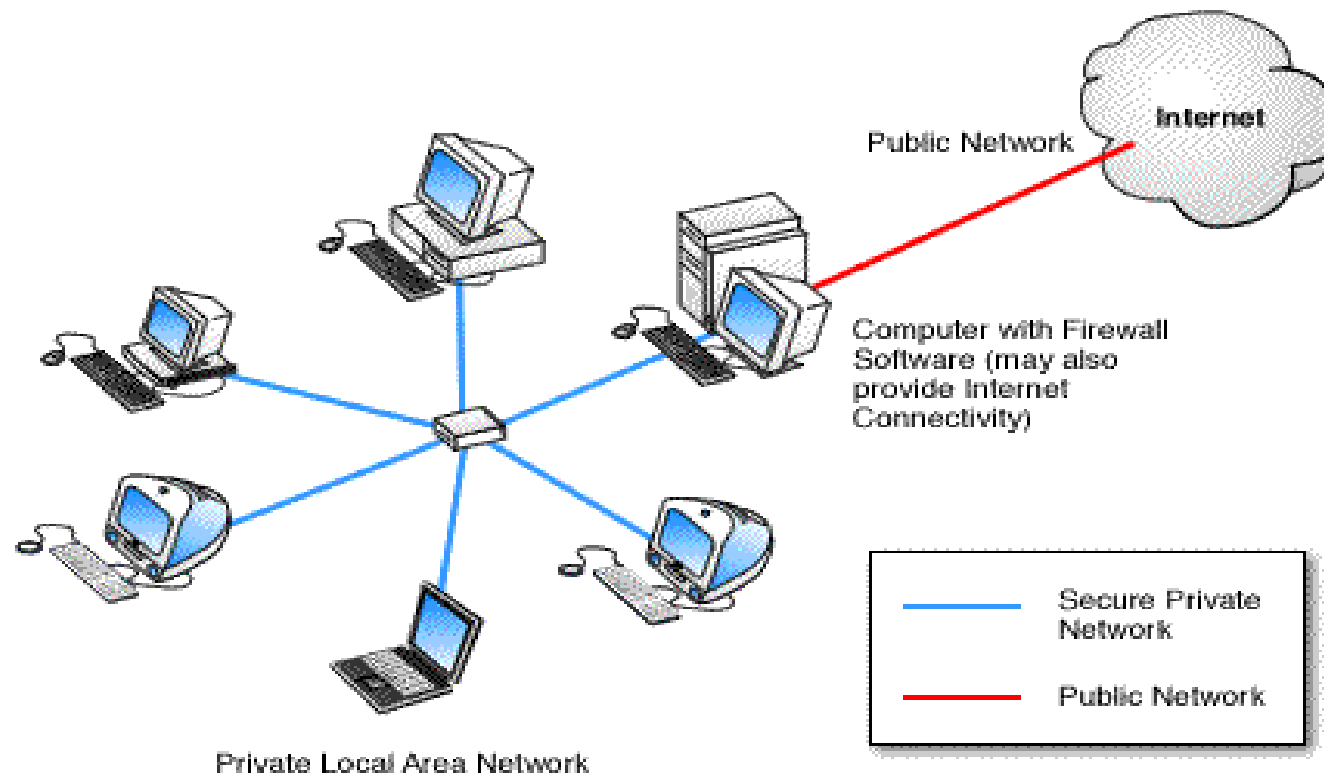 Internet
Public Network
Computer with Firewall
Software (may also
provide Internet
Connectivity)
Secure Private
Network
Public Network
Private Local Area Network